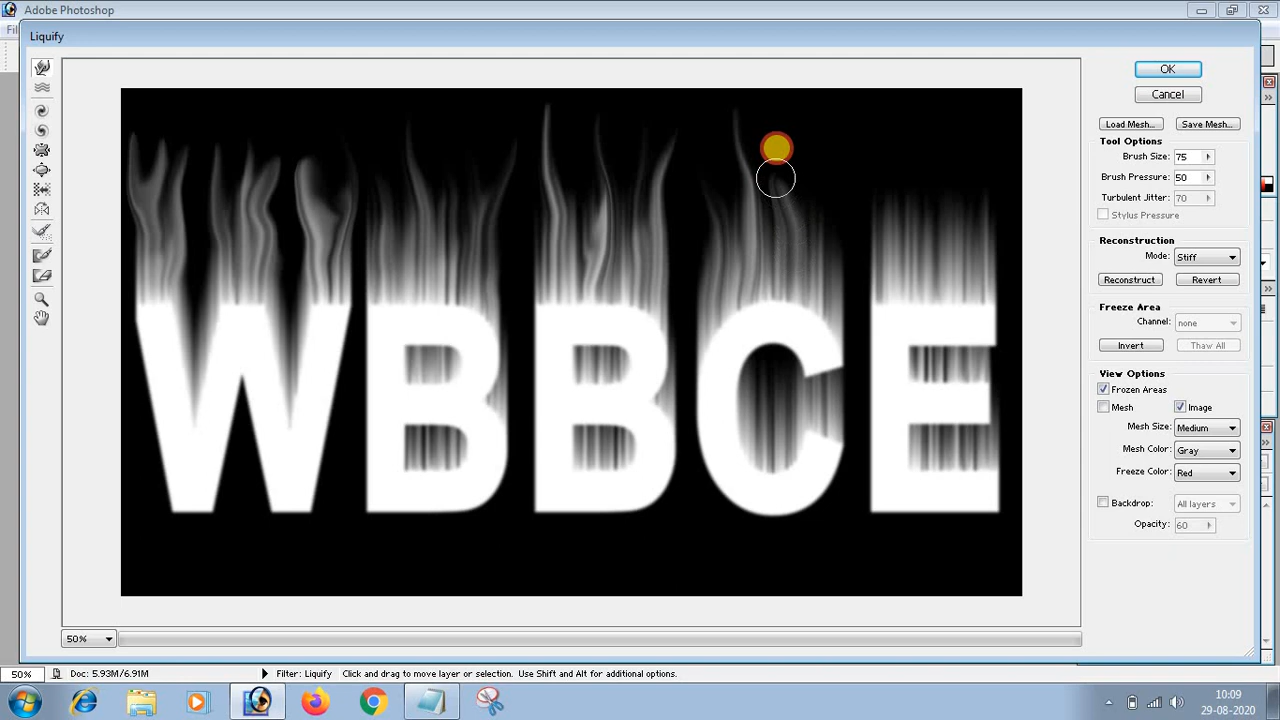 Adobe Photoshop
Fil
Liquify
OK
Cancel
Load Mesh... Save Mesh...
Tool Options
Brush Size: 75
Brush Pressure: 50
Turbulent Jitter: 70
Stylus Pressure
Reconstruction
Mode: Stiff
Reconstruct Revert
Freeze Area
Channel: none
Invert Thaw All
View Options
Frozen Areas
Mesh Image
Mesh Size: Medium
Mesh Color: Gray
Freeze Color: Red
Backdrop: All layers
Opacity: 60
WBBCE
50%
50% Doc: 5.93M/6.91M Filter: Liquify Click and drag to move layer or selection. Use Shift and Alt for additional options.
10:09
29-08-2020